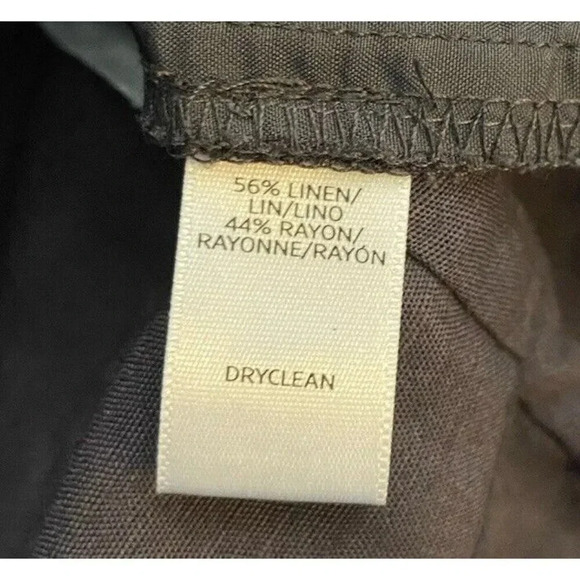 56% LINEN/
LIN/LINO
44% RAYON/
RAYONNE/RAYÓN
DRYCLEAN